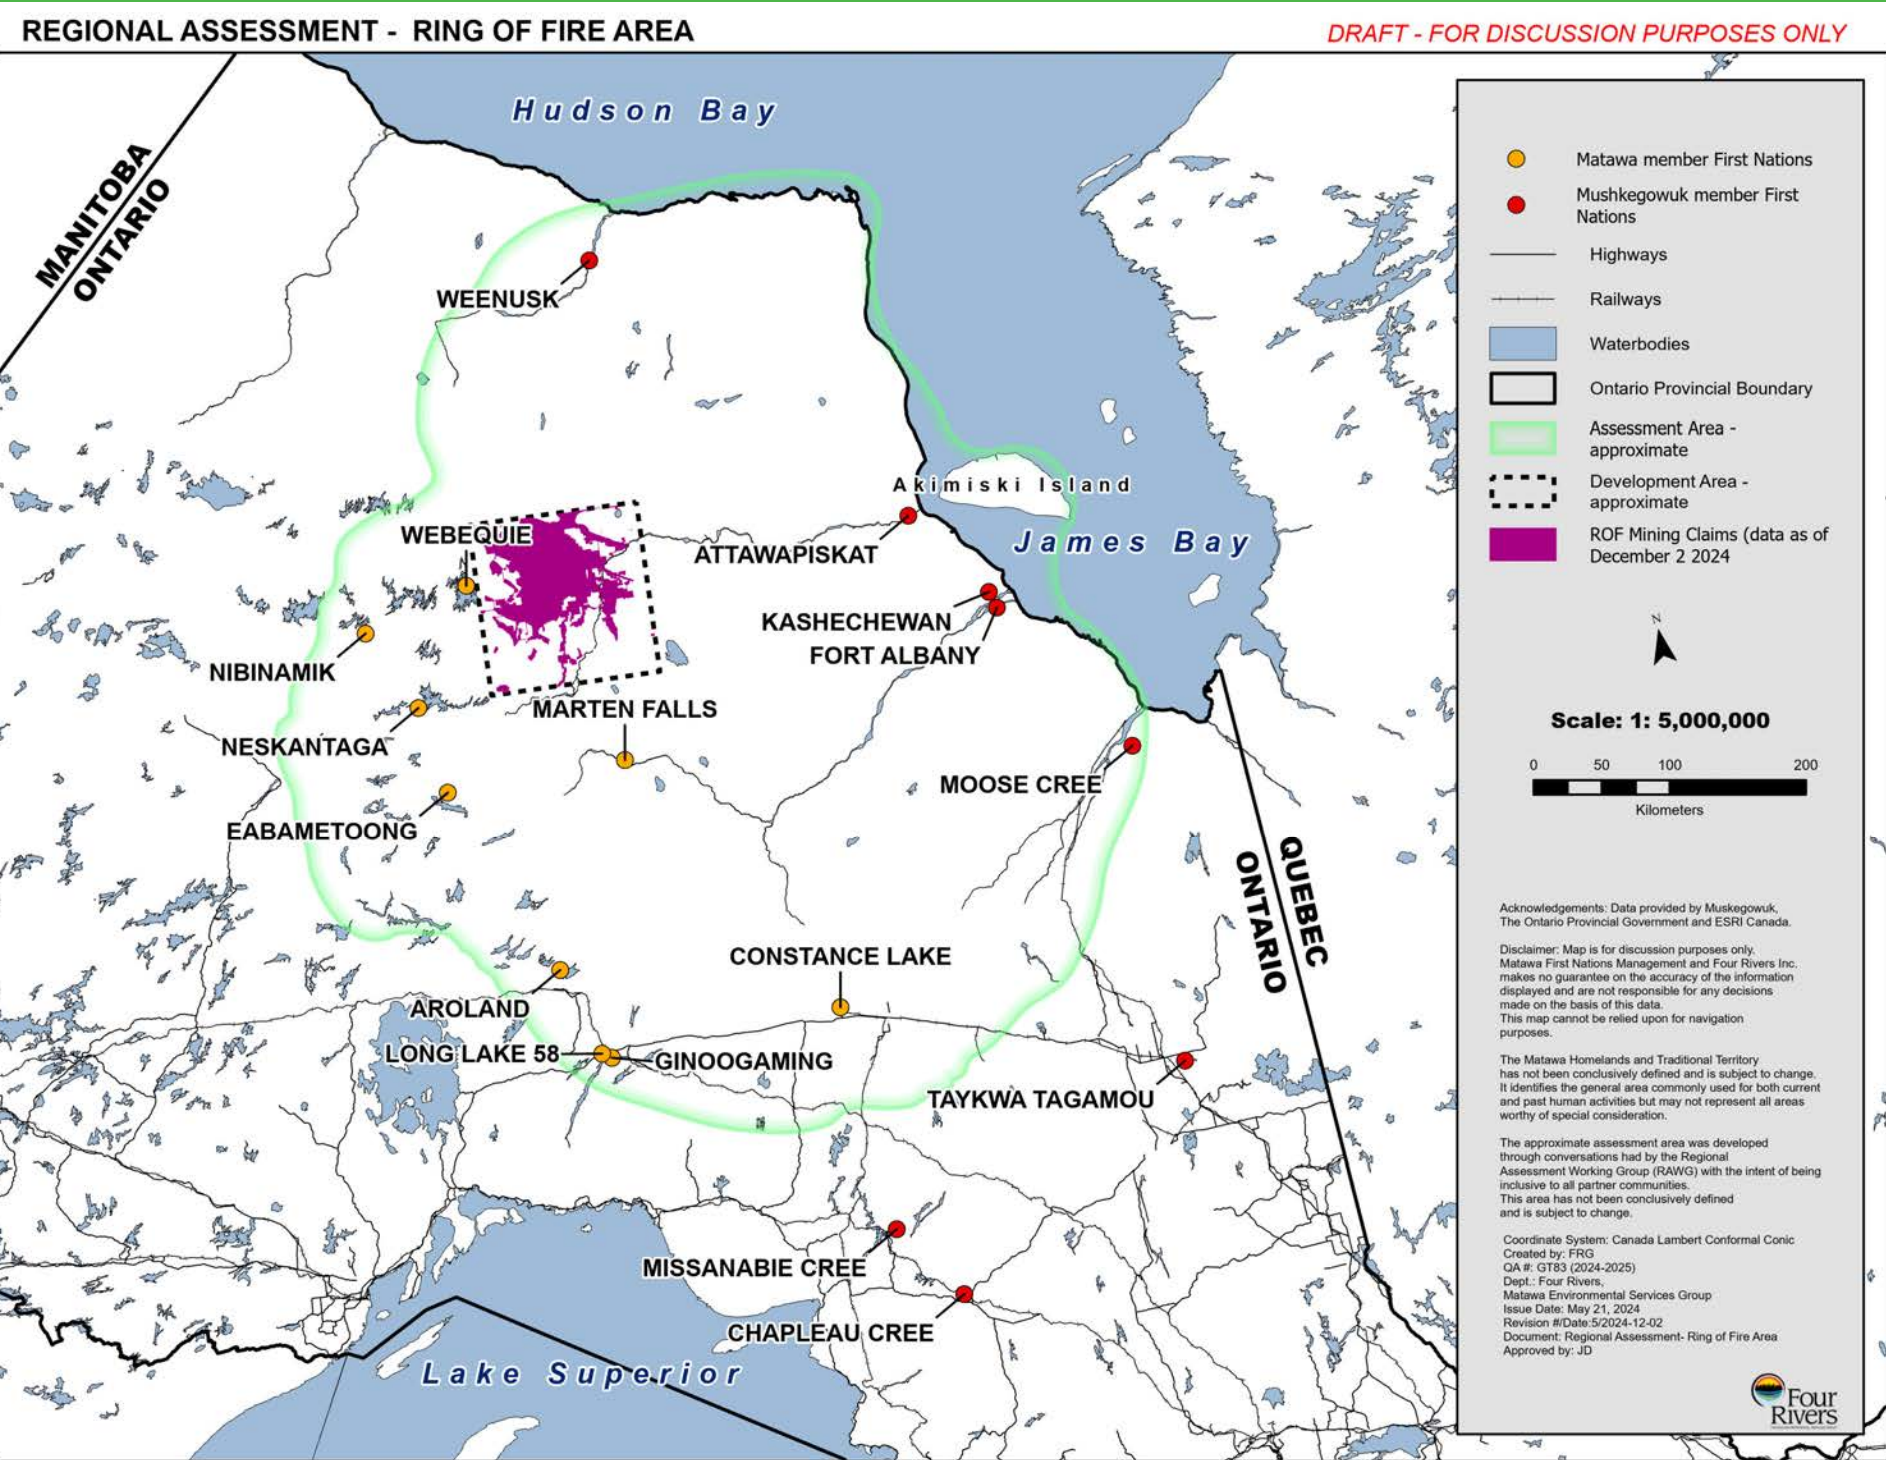 REGIONAL ASSESSMENT - RING OF FIRE AREA
DRAFT - FOR DISCUSSION PURPOSES ONLY
Hudson Bay
MANITOBA
ONTARIO
WEENUSK
Akimiski Island
WEBEQUIE
ATTAWAPISKAT
James Bay
KASHECHEWAN
FORT ALBANY
NIBINAMIK
MARTEN FALLS
NESKANTAGA
MOOSE CREE
EABAMETOONG
QUEBEC
ONTARIO
CONSTANCE LAKE
AROLAND
LONG LAKE 58
GINOOGAMING
TAYKWA TAGAMOU
MISSANABIE CREE
CHAPLEAU CREE
Lake Superior
Matawa member First Nations
Mushkegowuk member First
Nations
Highways
Railways
Waterbodies
Ontario Provincial Boundary
Assessment Area -
approximate
Development Area -
approximate
ROF Mining Claims (data as of
December 2 2024
N
Scale: 1: 5,000,000
0 50 100 200
Kilometers
Acknowledgements: Data provided by Muskegowuk,
The Ontario Provincial Government and ESRI Canada.
Disclaimer: Map is for discussion purposes only.
Matawa First Nations Management and Four Rivers Inc.
makes no guarantee on the accuracy of the information
displayed and are not responsible for any decisions
made on the basis of this data.
This map cannot be relied upon for navigation
purposes.
The Matawa Homelands and Traditional Territory
has not been conclusively defined and is subject to change.
It identifies the general area commonly used for both current
and past human activities but may not represent all areas
worthy of special consideration.
The approximate assessment area was developed
through conversations had by the Regional
Assessment Working Group (RAWG) with the intent of being
inclusive to all partner communities.
This area has not been conclusively defined
and is subject to change.
Coordinate System: Canada Lambert Conformal Conic
Created by: FRG
QA #: GT83 (2024-2025)
Dept.: Four Rivers,
Matawa Environmental Services Group
Issue Date: May 21, 2024
Revision #/Date:5/2024-12-02
Document: Regional Assessment- Ring of Fire Area
Approved by: JD
Four
Rivers